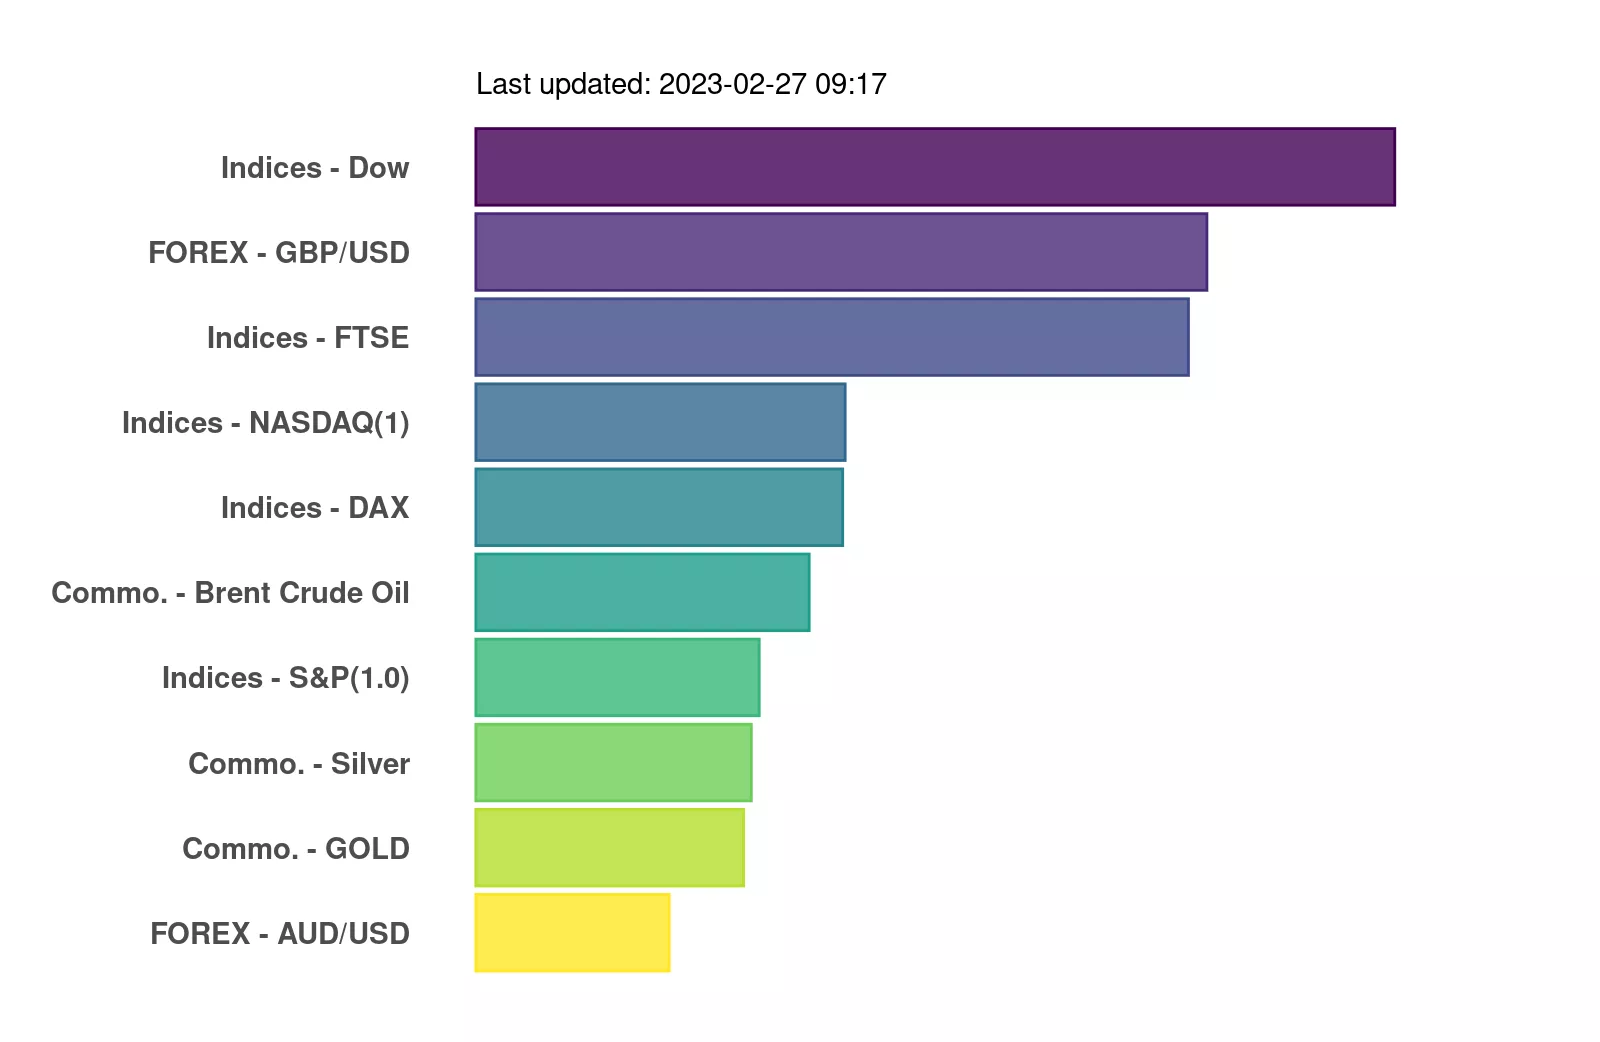 Last updated: 2023-02-27 09:17
Indices - Dow
FOREX - GBP/USD
Indices - FTSE
Indices - NASDAQ(1)
Indices - DAX
Commo. - Brent Crude Oil
Indices - S&P(1.0)
Commo. - Silver
Commo. - GOLD
FOREX - AUD/USD